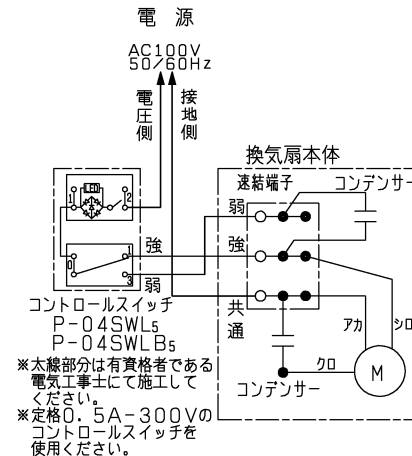 電 源
AC100V
50/60Hz
電圧側
接地側
換気扇本体
速結端子
コンデンサー
弱
強
共通
LED
1
2
0
1
3
強
弱
コントロールスイッチ
P-04SWL5
P-04SWLB5
※太線部分は有資格者である
電気工事士にて施工して
ください。
※定格0.5A-300Vの
コントロールスイッチを
使用ください。
アカ
シロ
クロ
コンデンサー
M